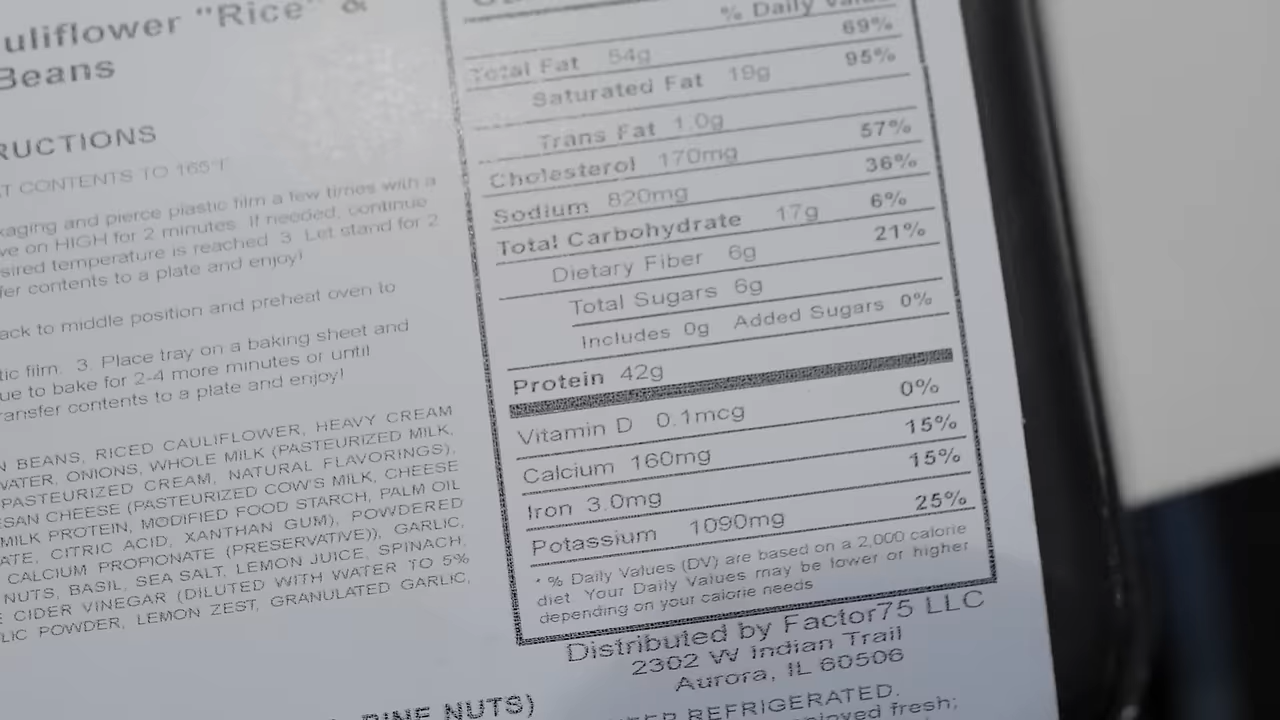 uliflower "Rice" &
Beans
RUCTIONS
AT CONTENTS TO 165°F
kaging and pierce plastic film a few times with a
ve on HIGH for 2 minutes. If needed, continue
sired temperature is reached 3. Let stand for 2
fer contents to a plate and enjoy!
ack to middle position and preheat oven to
tic film. 3. Place tray on a baking sheet and
ue to bake for 2-4 more minutes or until
ransfer contents to a plate and enjoy!
N BEANS, RICED CAULIFLOWER, HEAVY CREAM
WATER, ONIONS, WHOLE MILK (PASTEURIZED MILK,
PASTEURIZED CREAM, NATURAL FLAVORINGS),
ESAN CHEESE (PASTEURIZED COW'S MILK, CHEESE
MILK PROTEIN, MODIFIED FOOD STARCH, PALM OIL
ATE, CITRIC ACID, XANTHAN GUM), POWDERED
CALCIUM PROPIONATE (PRESERVATIVE)), GARLIC,
NUTS, BASIL, SEA SALT, LEMON JUICE, SPINACH,
E CIDER VINEGAR (DILUTED WITH WATER TO 5%
LIC POWDER, LEMON ZEST, GRANULATED GARLIC,
PINE NUTS)
% Daily Value
Total Fat 54g 69%
Saturated Fat 19g 95%
Trans Fat 1.0g
Cholesterol 170mg 57%
Sodium 820mg 36%
Total Carbohydrate 17g 6%
Dietary Fiber 6g 21%
Total Sugars 6g
Includes 0g Added Sugars 0%
Protein 42g
Vitamin D 0.1mcg 0%
Calcium 160mg 15%
Iron 3.0mg 15%
Potassium 1090mg 25%
* % Daily Values (DV) are based on a 2,000 calorie
diet Your Daily Values may be lower or higher
depending on your calorie needs
Distributed by Factor75 LLC
2302 W Indian Trail
Aurora, IL 60506
REFRIGERATED.
fresh;